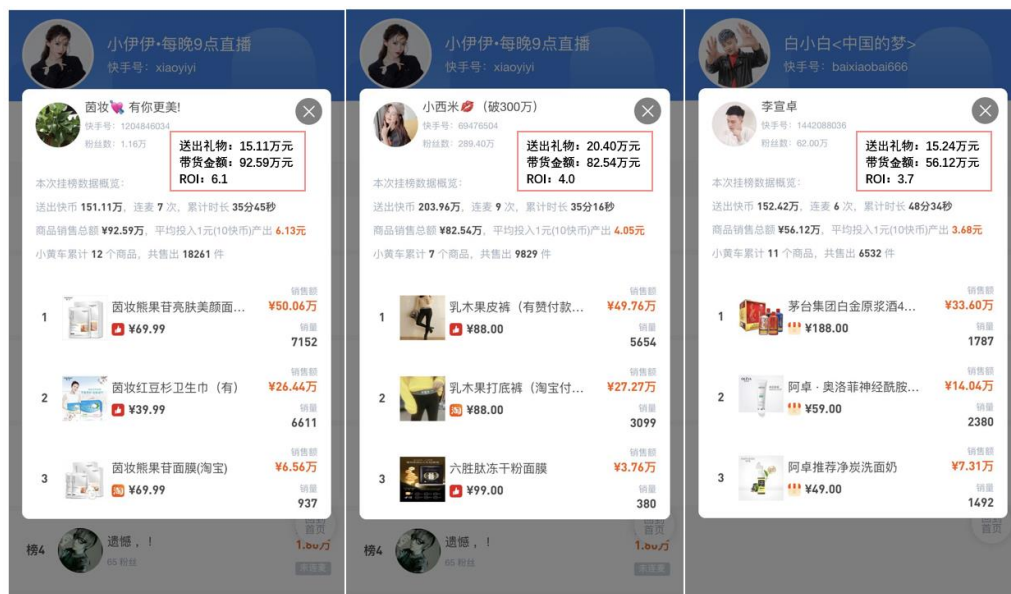 小伊伊•每晚9点直播
快手号：xiaoyiyi
茵妆💘 有你更美!
快手号：1204846034
粉丝数：1.16万
送出礼物：15.11万元
带货金额：92.59万元
ROI：6.1
本次挂榜数据概览：
送出快币 151.11万，连麦 7 次，累计时长 35分45秒
商品销售总额 ¥92.59万，平均投入1元(10快币)产出 6.13元
小黄车累计 12 个商品，共售出 18261 件
1
茵妆熊果苷亮肤美颜面...
¥69.99
销售额
¥50.06万
销量
7152
2
茵妆红豆杉卫生巾（有）
¥39.99
销售额
¥26.44万
销量
6611
3
茵妆熊果苷面膜(淘宝)
淘 ¥69.99
销售额
¥6.56万
销量
937
榜4
遗憾，！
65 粉丝
首页
小伊伊•每晚9点直播
快手号：xiaoyiyi
小西米💋（破300万）
快手号：69476504
粉丝数：289.40万
送出礼物：20.40万元
带货金额：82.54万元
ROI：4.0
本次挂榜数据概览：
送出快币 203.96万，连麦 9 次，累计时长 35分16秒
商品销售总额 ¥82.54万，平均投入1元(10快币)产出 4.05元
小黄车累计 7 个商品，共售出 9829 件
1
乳木果皮裤（有赞付款...
¥88.00
销售额
¥49.76万
销量
5654
2
乳木果打底裤（淘宝付...
淘 ¥88.00
销售额
¥27.27万
销量
3099
3
六胜肽冻干粉面膜
¥99.00
销售额
¥3.76万
销量
380
榜4
遗憾，！
65 粉丝
首页
白小白<中国的梦>
快手号：baixiaobai666
李宣卓
快手号：1442088036
粉丝数：62.00万
送出礼物：15.24万元
带货金额：56.12万元
ROI：3.7
本次挂榜数据概览：
送出快币 152.42万，连麦 6 次，累计时长 48分34秒
商品销售总额 ¥56.12万，平均投入1元(10快币)产出 3.68元
小黄车累计 11 个商品，共售出 6532 件
1
茅台集团白金原浆酒4...
¥188.00
销售额
¥33.60万
销量
1787
2
阿卓 · 奥洛菲神经酰胺...
¥59.00
销售额
¥14.04万
销量
2380
3
阿卓推荐净炭洗面奶
¥49.00
销售额
¥7.31万
销量
1492
首页